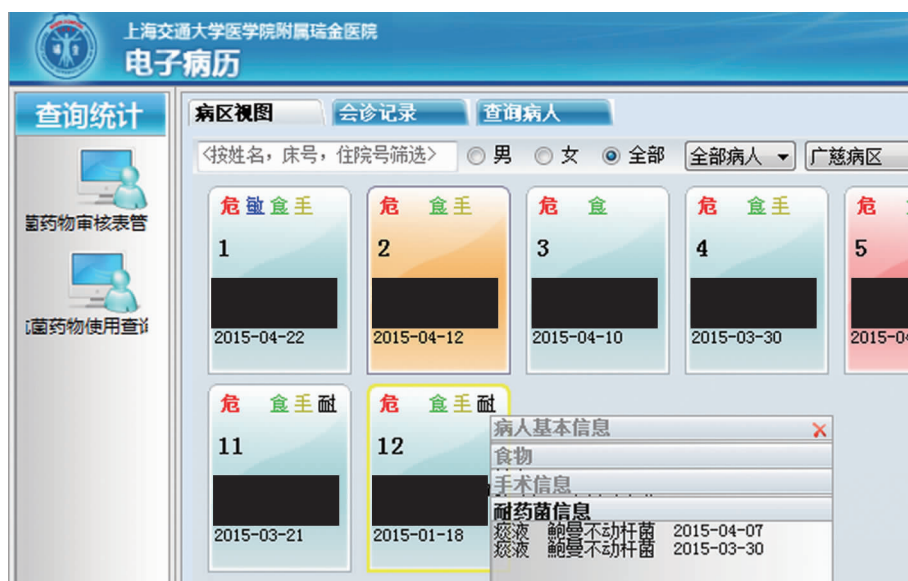 上海交通大学医学院附属瑞金医院
电子病历
查询统计
菌药物审核表管
菌药物使用查询
病区视图 会诊记录 查询病人
<按姓名，床号，住院号筛选> 男 女 全部 全部病人 广慈病区
危 敏 食 手 危 食 手 危 食 危 食 手 危
1 2 3 4 5
2015-04-22 2015-04-12 2015-04-10 2015-03-30 2015-04
危 食 手 耐 危 食 手 耐
11 12
2015-03-21 2015-01-18
病人基本信息
食物
手术信息
耐药菌信息
痰液 鲍曼不动杆菌 2015-04-07
痰液 鲍曼不动杆菌 2015-03-30